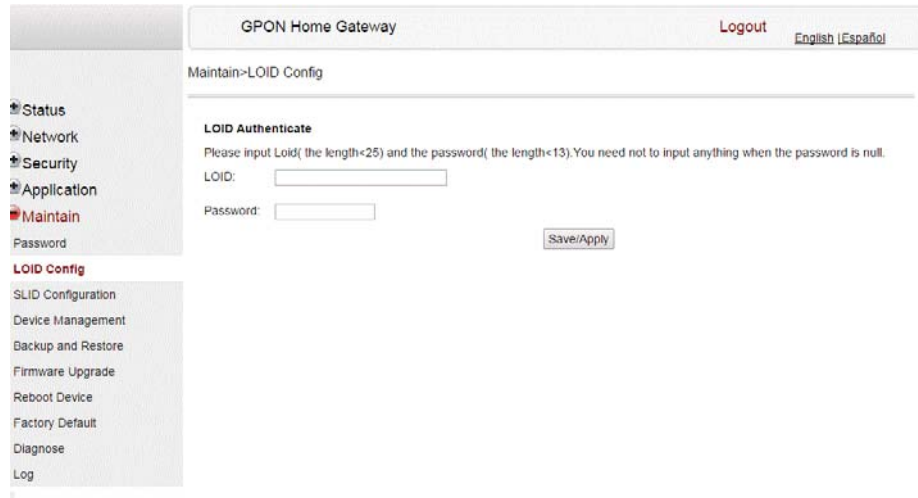 GPON Home Gateway
Logout
English |Español
Maintain>LOID Config
Status
Network
Security
Application
Maintain
Password
LOID Config
SLID Configuration
Device Management
Backup and Restore
Firmware Upgrade
Reboot Device
Factory Default
Diagnose
Log
LOID Authenticate
Please input Loid( the length<25) and the password( the length<13).You need not to input anything when the password is null.
LOID:
Password:
Save/Apply